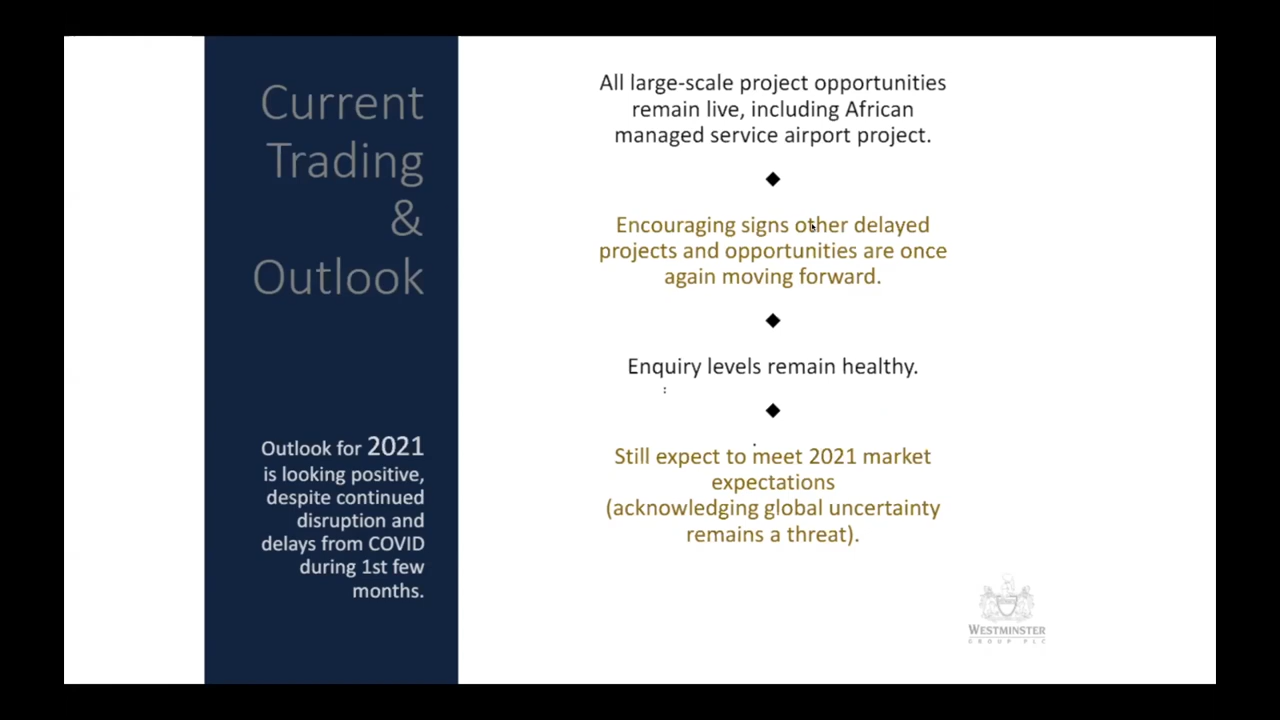 Current
Trading
&
Outlook
Outlook for 2021
is looking positive,
despite continued
disruption and
delays from COVID
during 1st few
months.
All large-scale project opportunities
remain live, including African
managed service airport project.
Encouraging signs other delayed
projects and opportunities are once
again moving forward.
Enquiry levels remain healthy.
Still expect to meet 2021 market
expectations
(acknowledging global uncertainty
remains a threat).
WESTMINSTER
GROUP PLC